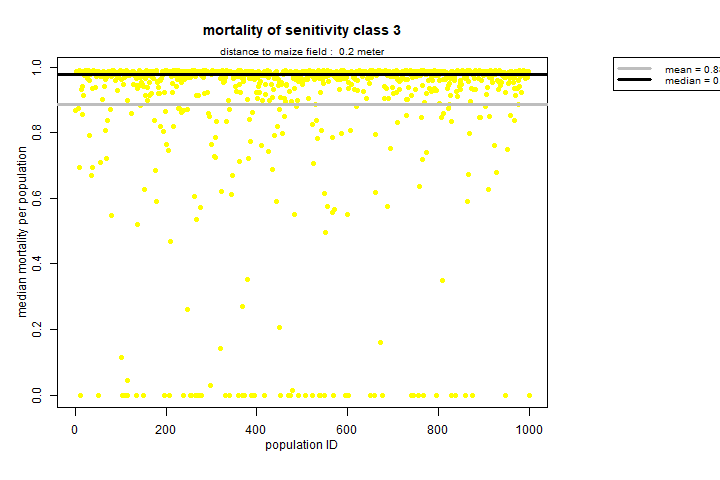 mortality of senitivity class 3
distance to maize field : 0.2 meter
mean = 0.8
median = 0
median mortality per population
1.0
0.8
0.6
0.4
0.2
0.0
0 200 400 600 800 1000
population ID